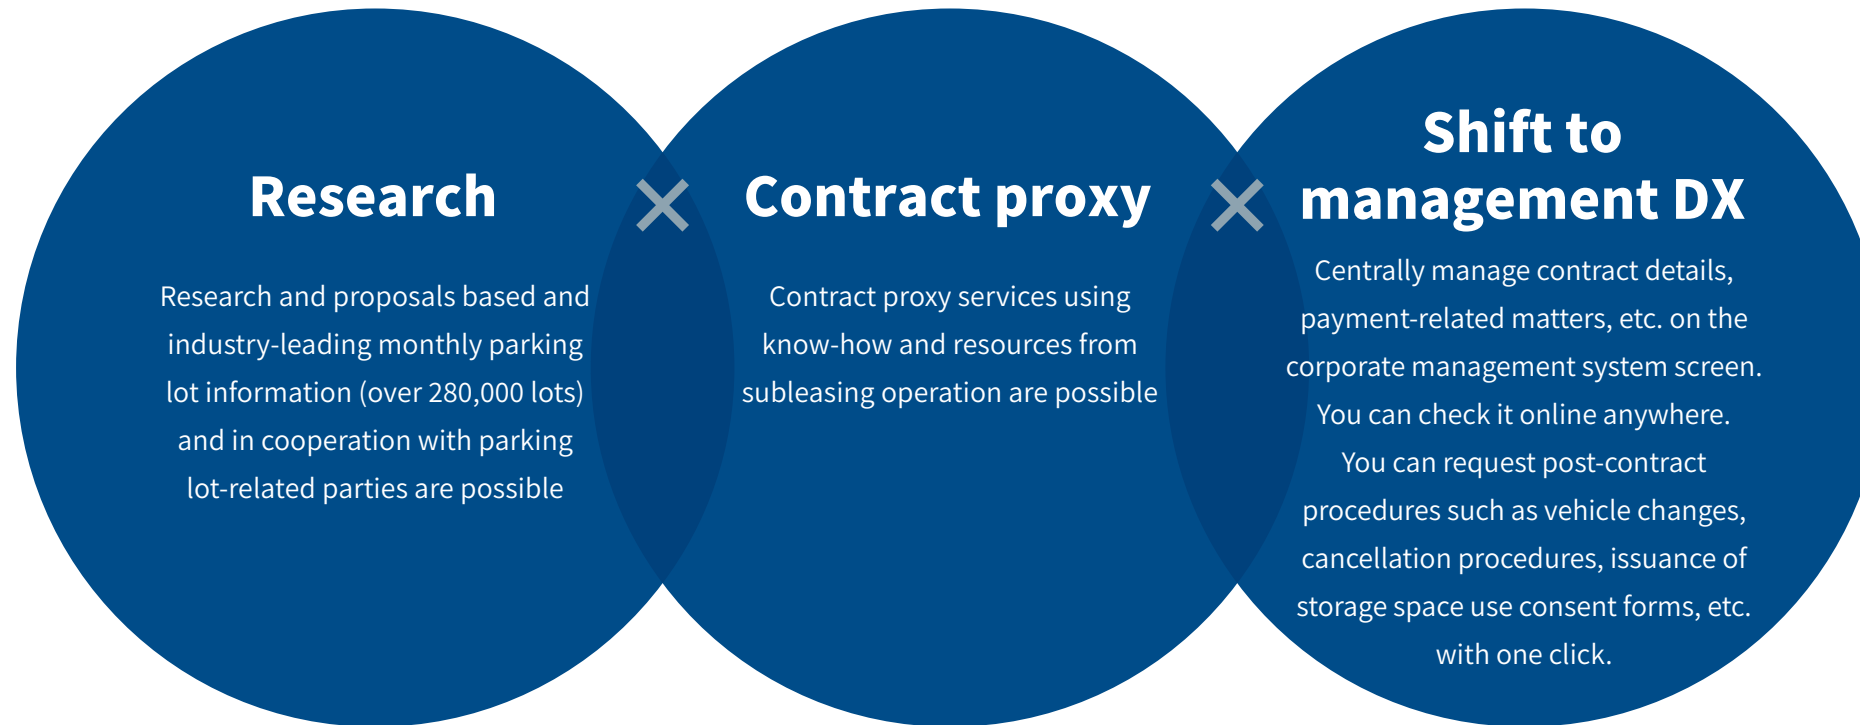 Research
Research and proposals based and
industry-leading monthly parking
lot information (over 280,000 lots)
and in cooperation with parking
lot-related parties are possible
×
Contract proxy
Contract proxy services using
know-how and resources from
subleasing operation are possible
×
Shift to
management DX
Centrally manage contract details,
payment-related matters, etc. on the
corporate management system screen.
You can check it online anywhere.
You can request post-contract
procedures such as vehicle changes,
cancellation procedures, issuance of
storage space use consent forms, etc.
with one click.